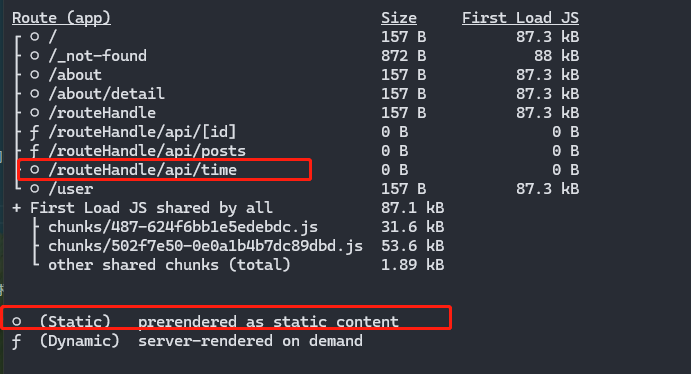 Route (app) Size First Load JS
┌ ○ / 157 B 87.3 kB
├ ○ /_not-found 872 B 88 kB
├ ○ /about 157 B 87.3 kB
├ ○ /about/detail 157 B 87.3 kB
├ ○ /routeHandle 157 B 87.3 kB
├ ƒ /routeHandle/api/[id] 0 B 0 B
├ ƒ /routeHandle/api/posts 0 B 0 B
├ ○ /routeHandle/api/time 0 B 0 B
└ ○ /user 157 B 87.3 kB
+ First Load JS shared by all 87.1 kB
├ chunks/487-624f6bb1e5edebdc.js 31.6 kB
├ chunks/502f7e50-0e0a1b4b7dc89dbd.js 53.6 kB
└ other shared chunks (total) 1.89 kB
○ (Static) prerendered as static content
ƒ (Dynamic) server-rendered on demand